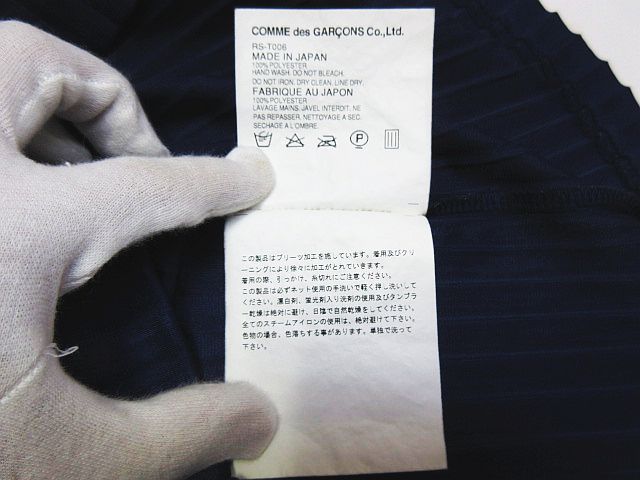 COMME des GARÇONS Co.,Ltd.
RS-T006
MADE IN JAPAN
100% POLYESTER
HAND WASH. DO NOT BLEACH.
DO NOT IRON. DRY CLEAN. LINE DRY.
FABRIQUE AU JAPON
100% POLYESTER
LAVAGE MAINS. JAVEL INTERDIT. NE
PAS REPASSER. NETTOYAGE A SEC.
SECHAGE A L'OMBRE.
P
この製品はプリーツ加工を施しています。着用及びクリ
ーニングにより徐々に加工がとれていきます。
着用の際、引っかけ、糸切れにご注意ください。
この製品は必ずネット使用の手洗いで軽く押し洗いして
ください。漂白剤、蛍光剤入り洗剤の使用及びタンブラ
ー乾燥は絶対に避け、日陰で自然乾燥をしてください。
全てのスチームアイロンの使用は、絶対避けて下さい。
色物の場合、色落ちする事があります。単独で洗って
下さい。